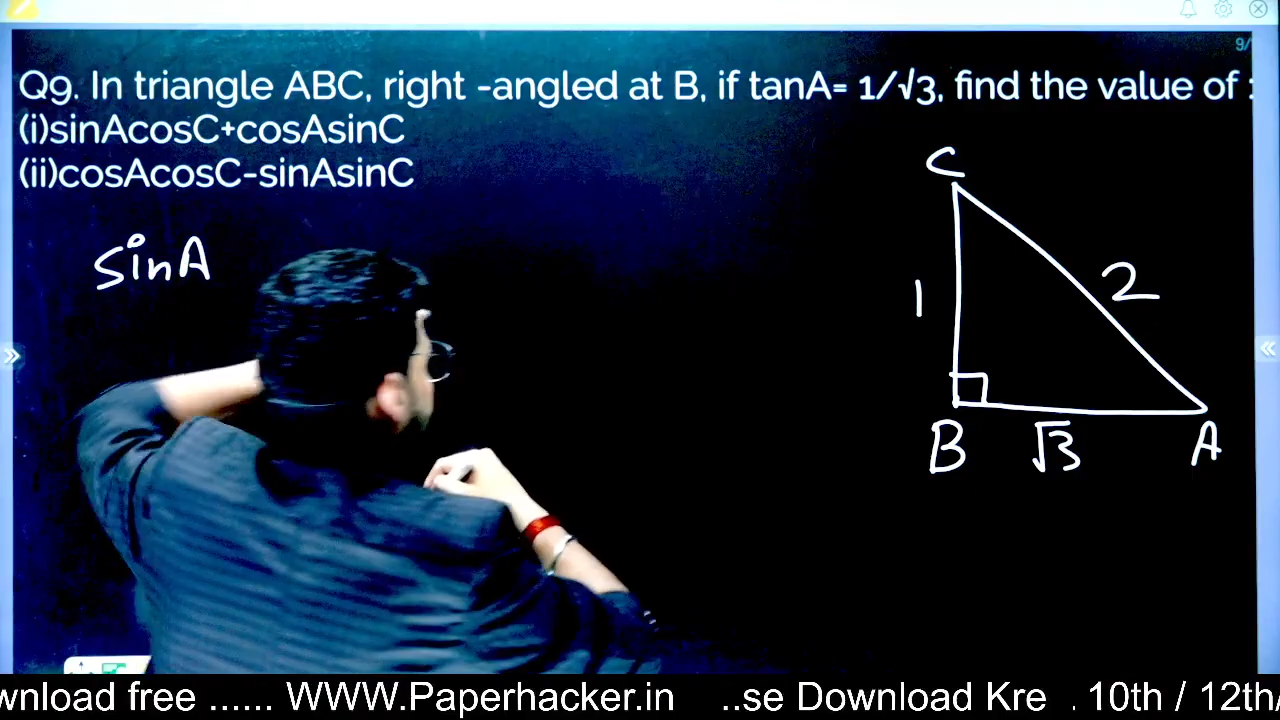 9/
Q9. In triangle ABC, right -angled at B, if tanA= 1/√3, find the value of :
(i)sinAcosC+cosAsinC
(ii)cosAcosC-sinAsinC
C
sinA
1
2
B
√3
A
wnload free ...... WWW.Paperhacker.in ..se Download Kre . 10th / 12th/